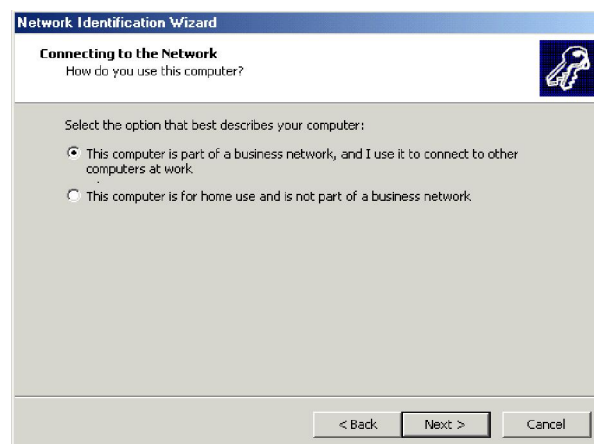 Network Identification Wizard
Connecting to the Network
How do you use this computer?
Select the option that best describes your computer:
This computer is part of a business network, and I use it to connect to other
computers at work
This computer is for home use and is not part of a business network
< Back
Next >
Cancel